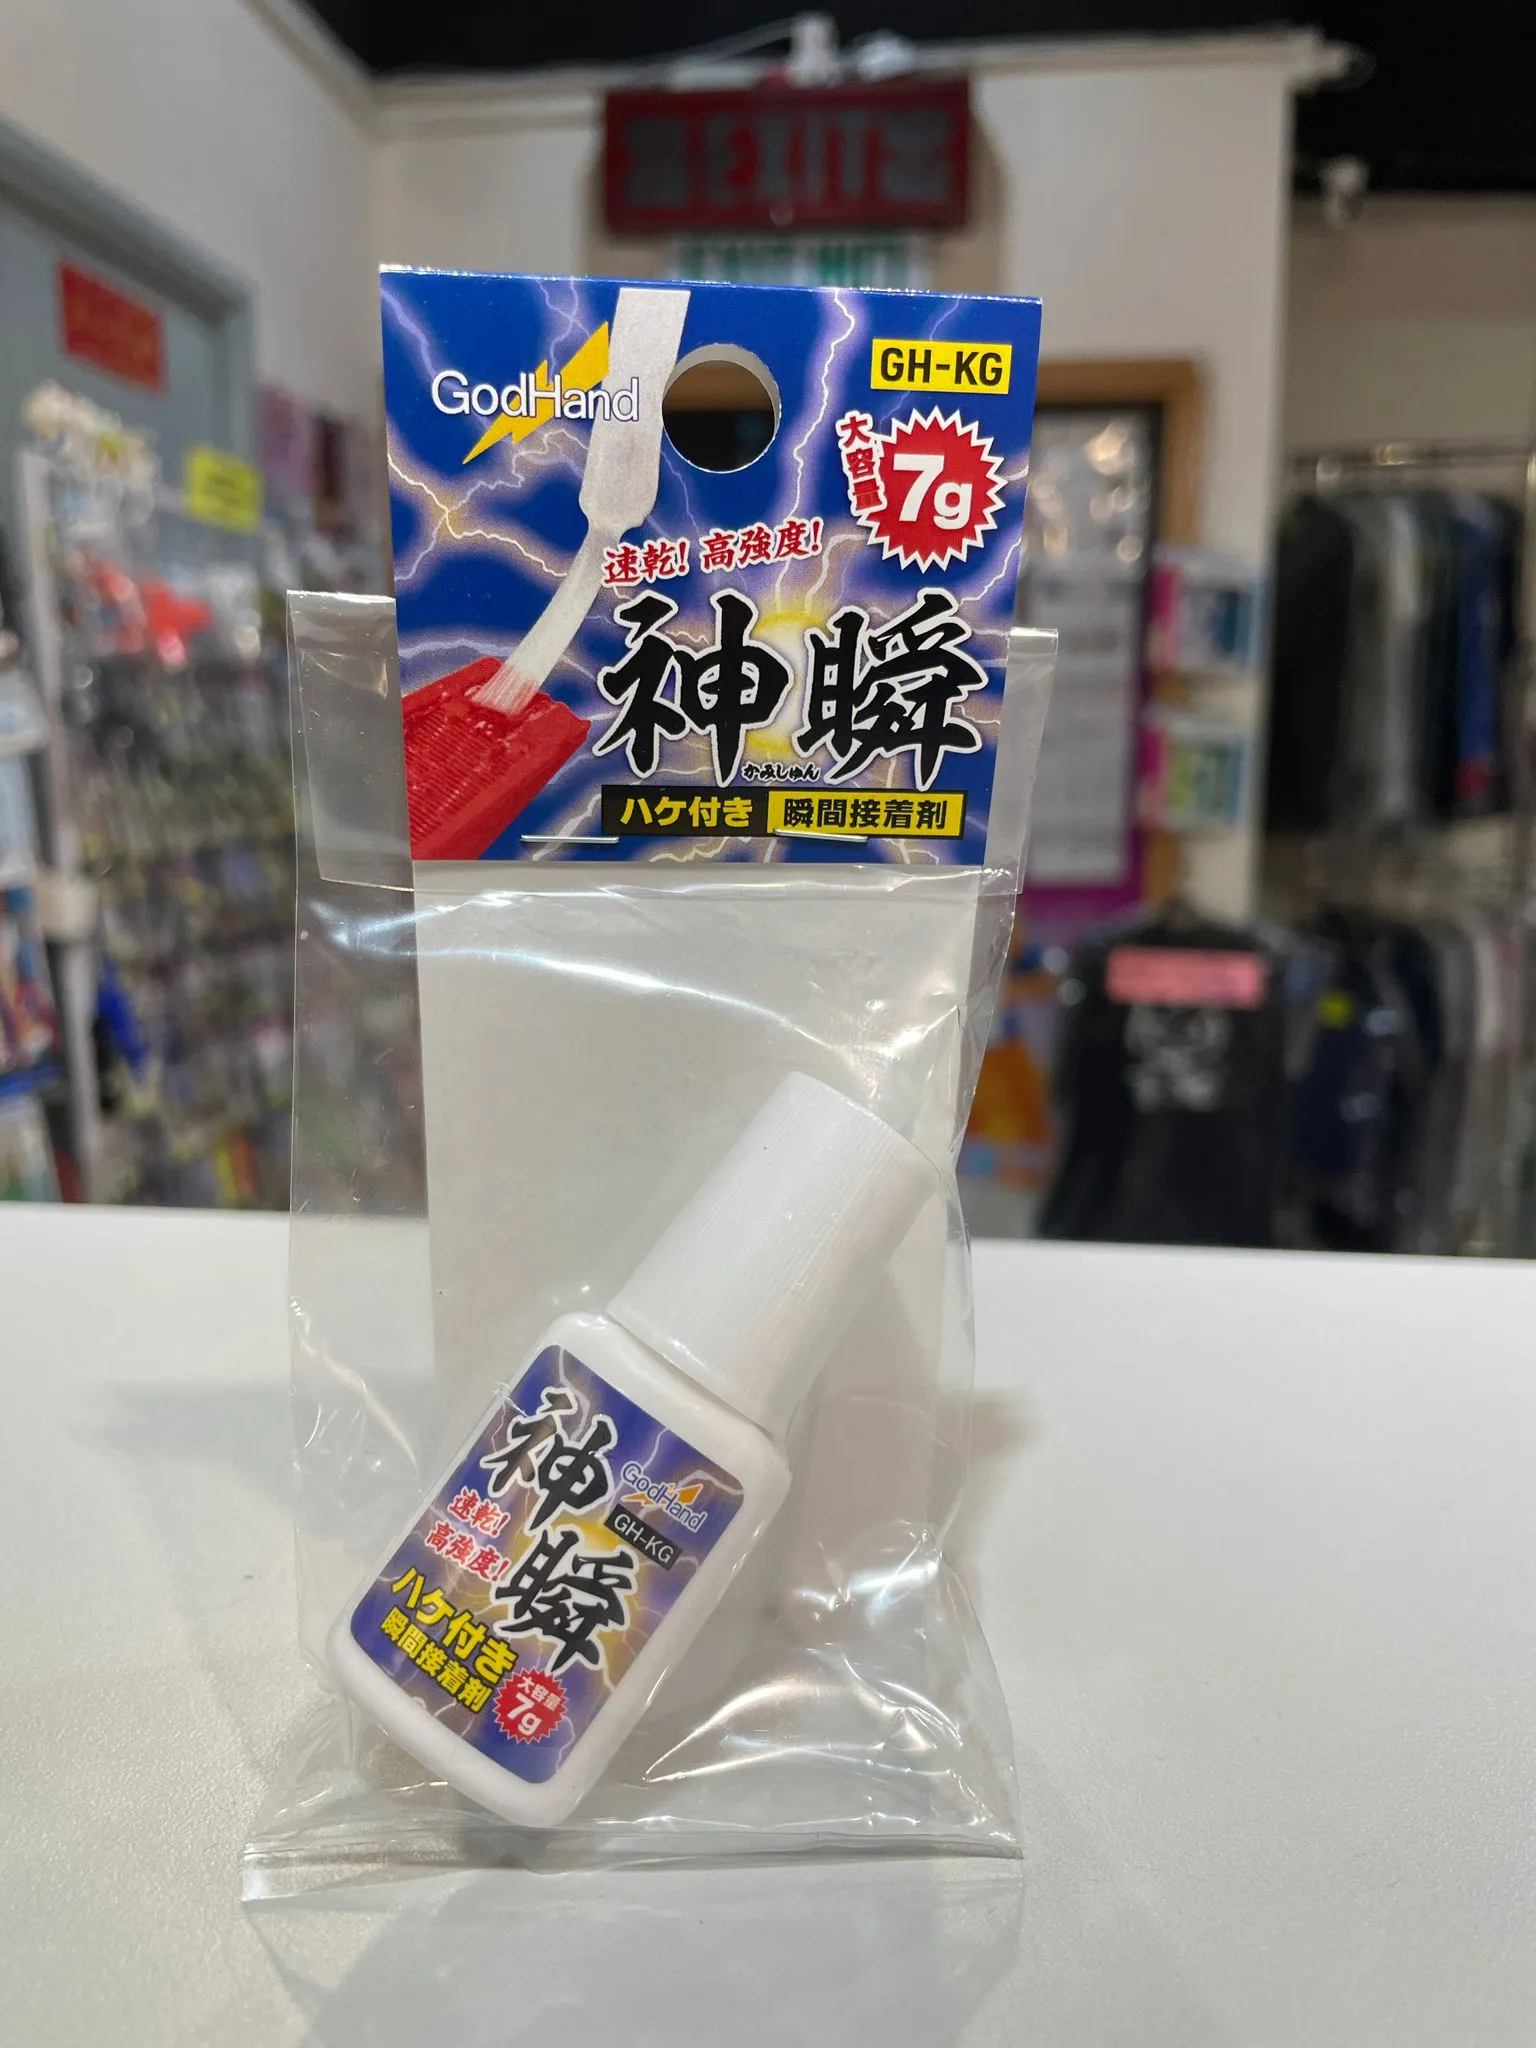 EXIT
GodHand
GH-KG
大容量
7g
速乾! 高強度!
神瞬
かみしゅん
ハケ付き 瞬間接着剤
神瞬
GodHand
GH-KG
速乾!
高強度!
ハケ付き
瞬間接着剤
大容量
7g